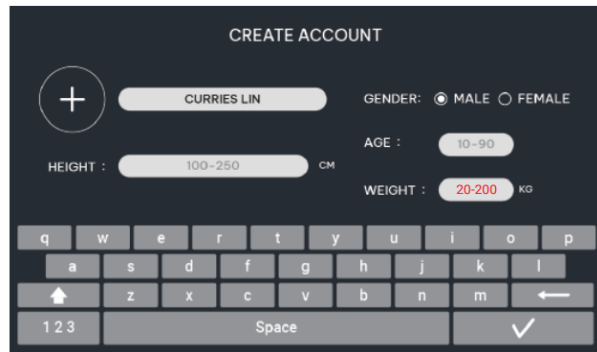 CREATE ACCOUNT
CURRIES LIN
GENDER: MALE FEMALE
AGE : 10-90
HEIGHT : 100-250 CM
WEIGHT : 20-200 KG
q w e r t y u i o p
a s d f g h j k l
z x c v b n m
123 Space